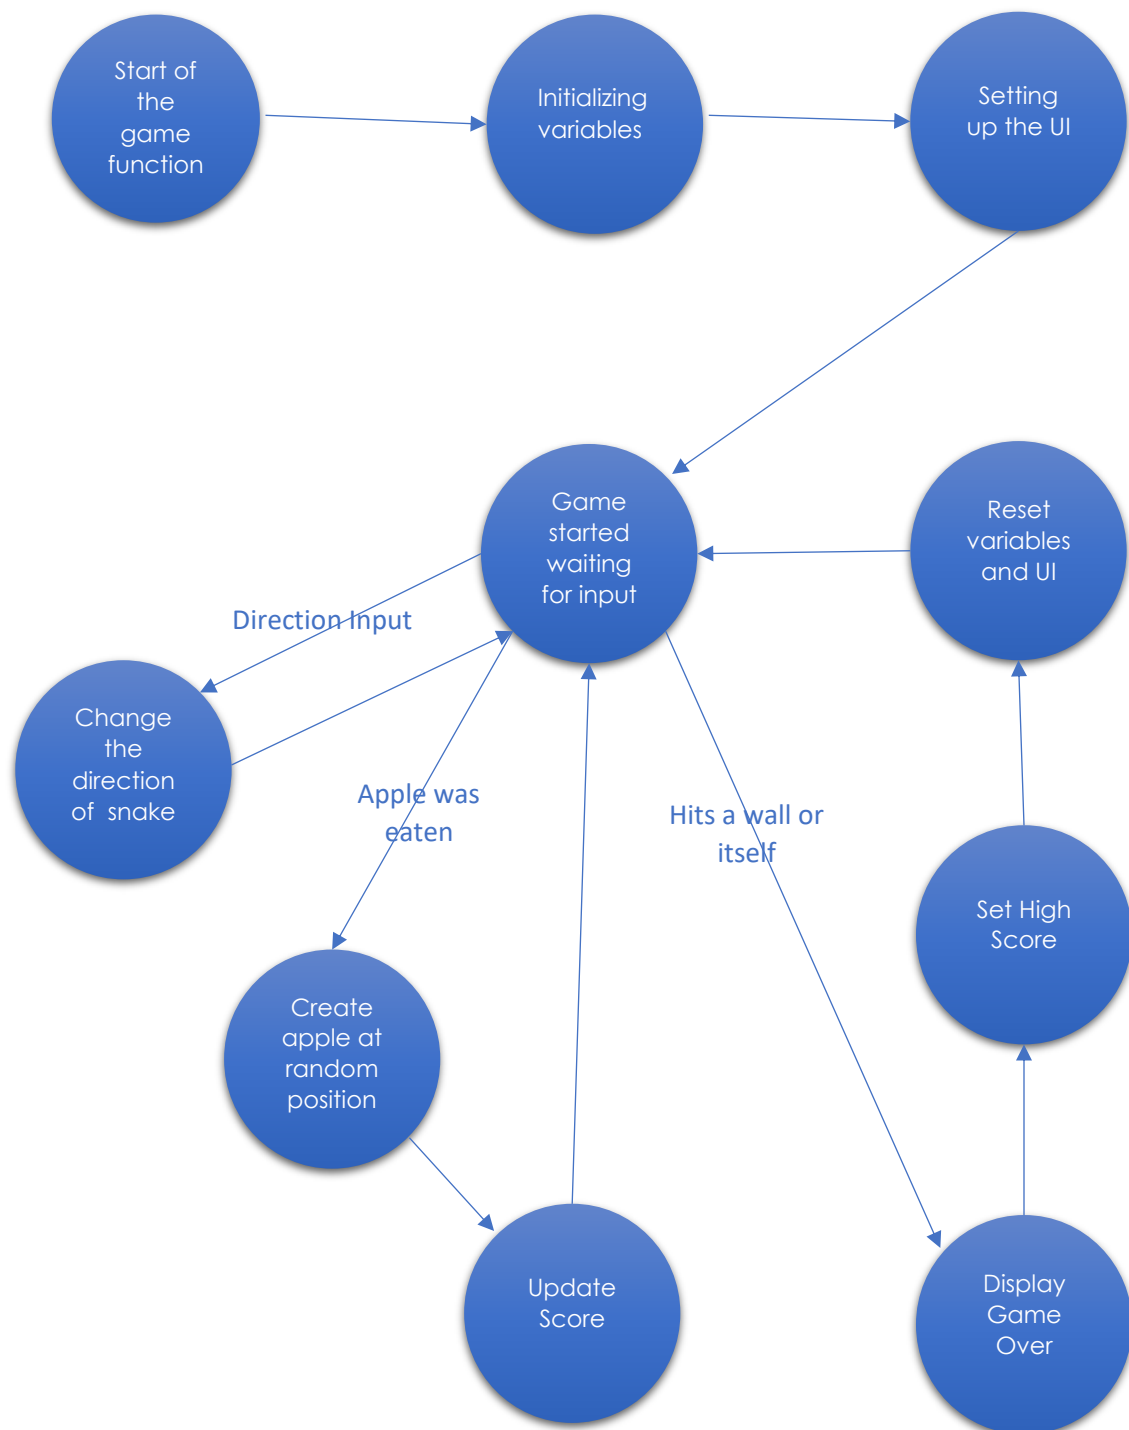 Start of
the
game
function
Initializing
variables
Setting
up the UI
Game
started
waiting
for input
Reset
variables
and UI
Direction Input
Change
the
direction
of snake
Apple was
eaten
Hits a wall or
itself
Set High
Score
Create
apple at
random
position
Update
Score
Display
Game
Over